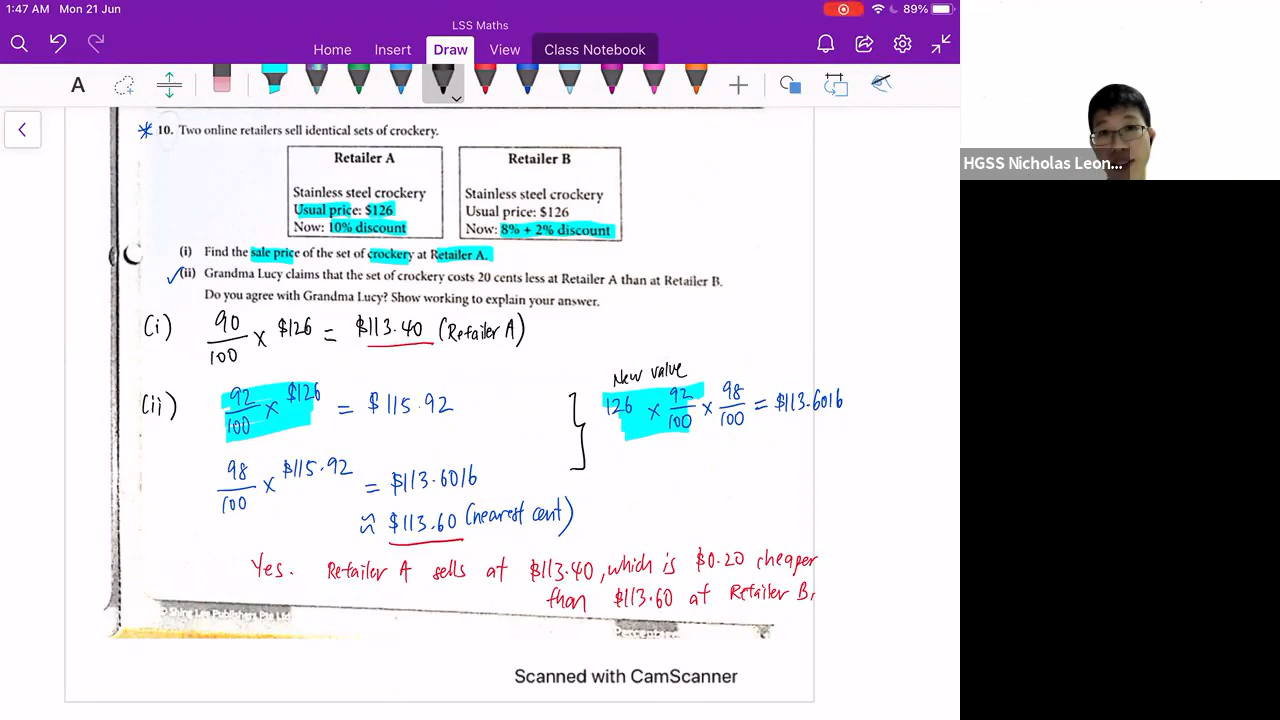 1:47 AM Mon 21 Jun
89%
LSS Maths
Home Insert Draw View Class Notebook
A
* 10. Two online retailers sell identical sets of crockery.
Retailer A
Stainless steel crockery
Usual price: $126
Now: 10% discount
Retailer B
Stainless steel crockery
Usual price: $126
Now: 8% + 2% discount
(i) Find the sale price of the set of crockery at Retailer A.
(ii) Grandma Lucy claims that the set of crockery costs 20 cents less at Retailer A than at Retailer B.
Do you agree with Grandma Lucy? Show working to explain your answer.
(i) 90/100 × $126 = $113.40 (Retailer A)
(ii) 92/100 × $126 = $115.92
98/100 × $115.92 = $113.6016
≈ $113.60 (nearest cent)
New value
126 × 92/100 × 98/100 = $113.6016
Yes. Retailer A sells at $113.40, which is $0.20 cheaper
than $113.60 at Retailer B.
© Shing Lee Publishers Pte Ltd
Percentage
Scanned with CamScanner
HGSS Nicholas Leon...